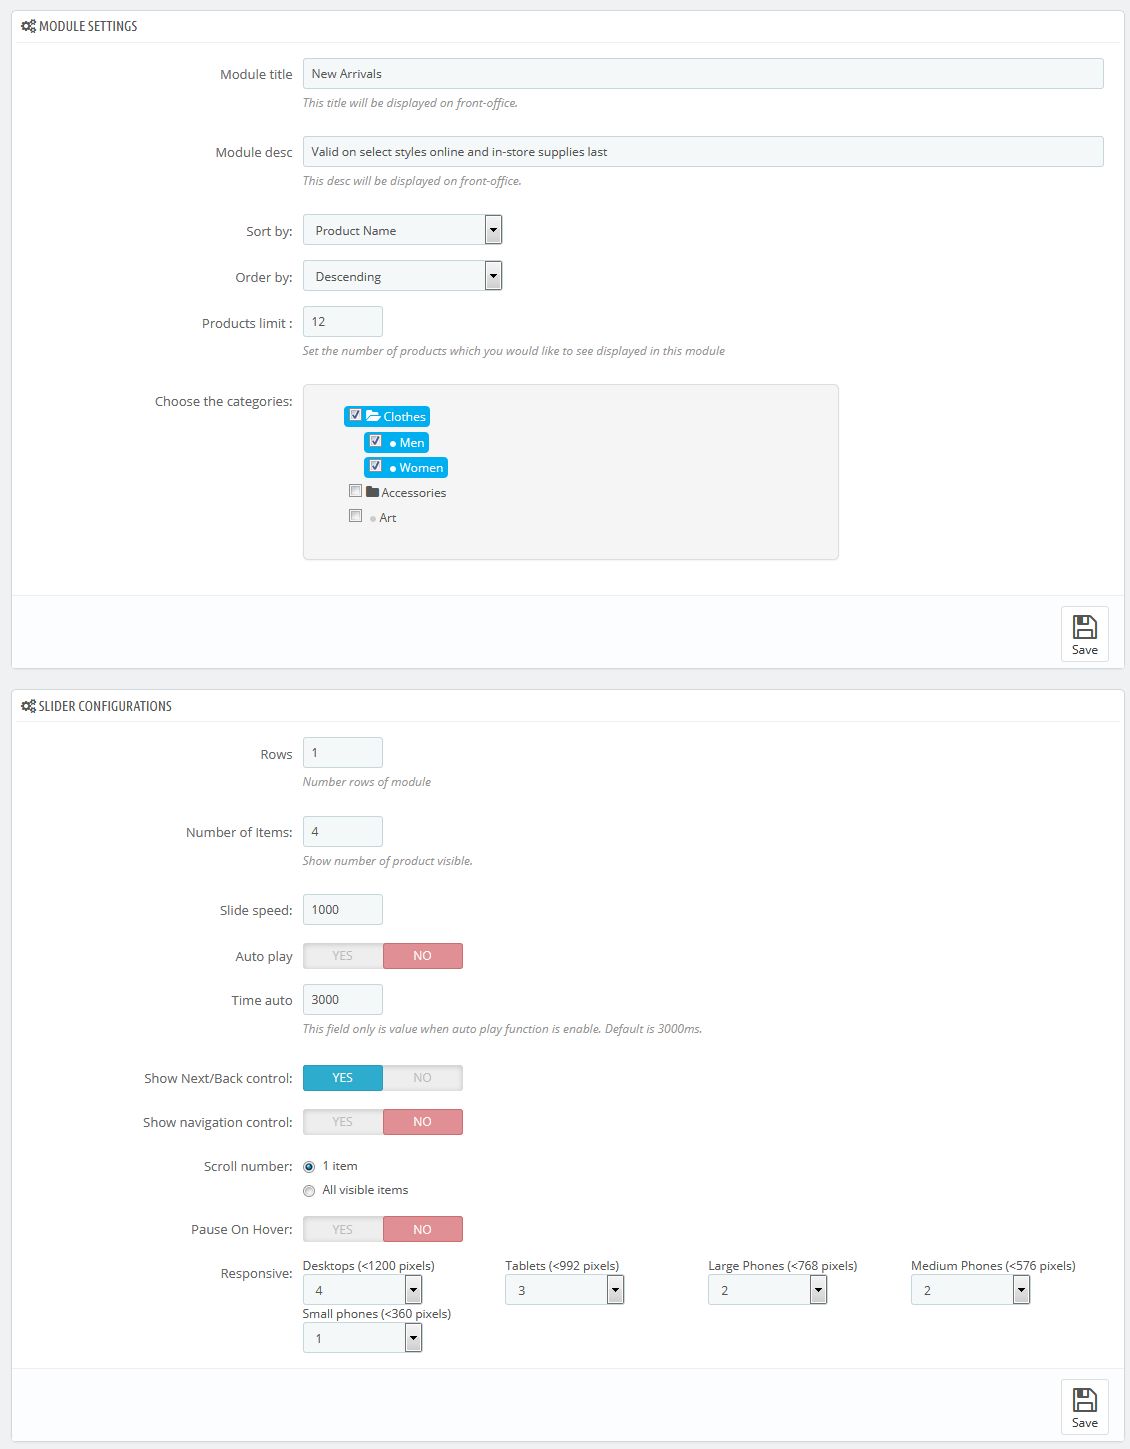 MODULE SETTINGS
Module title New Arrivals
This title will be displayed on front-office.
Module desc Valid on select styles online and in-store supplies last
This desc will be displayed on front-office.
Sort by: Product Name
Order by: Descending
Products limit : 12
Set the number of products which you would like to see displayed in this module
Choose the categories:
Clothes
Men
Women
Accessories
Art
Save
SLIDER CONFIGURATIONS
Rows 1
Number rows of module
Number of Items: 4
Show number of product visible.
Slide speed: 1000
Auto play YES NO
Time auto 3000
This field only is value when auto play function is enable. Default is 3000ms.
Show Next/Back control: YES NO
Show navigation control: YES NO
Scroll number: 1 item
All visible items
Pause On Hover: YES NO
Responsive:
Desktops (<1200 pixels) Tablets (<992 pixels) Large Phones (<768 pixels) Medium Phones (<576 pixels)
4 3 2 2
Small phones (<360 pixels)
1
Save